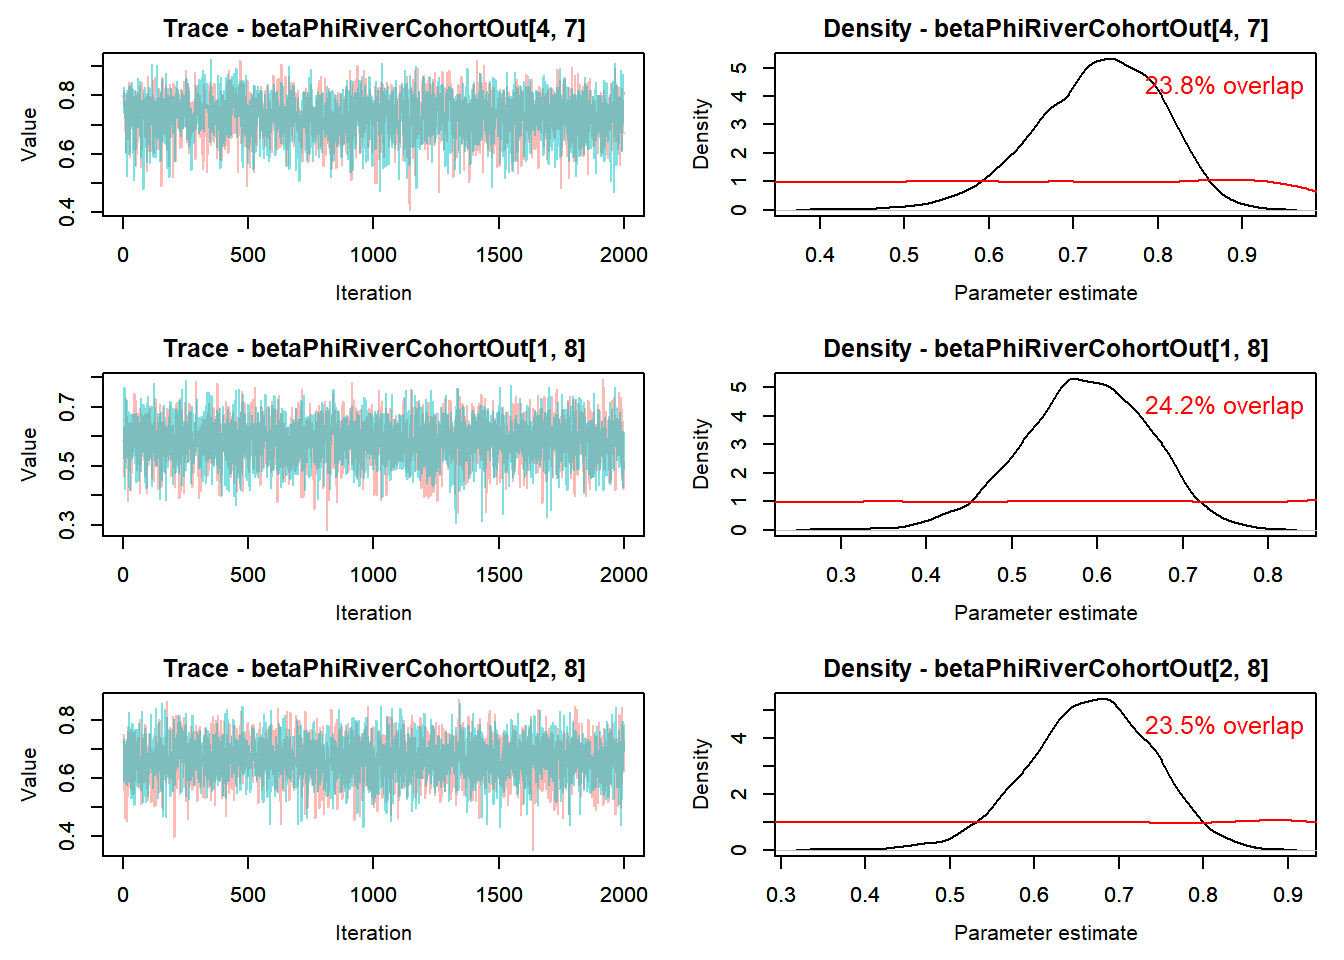 Trace - betaPhiRiverCohortOut[4, 7]
Value
0.4 0.6 0.8
0 500 1000 1500 2000
Iteration
Density - betaPhiRiverCohortOut[4, 7]
23.8% overlap
Density
0 1 2 3 4 5
0.4 0.5 0.6 0.7 0.8 0.9
Parameter estimate
Trace - betaPhiRiverCohortOut[1, 8]
Value
0.3 0.5 0.7
0 500 1000 1500 2000
Iteration
Density - betaPhiRiverCohortOut[1, 8]
24.2% overlap
Density
0 1 2 3 4 5
0.3 0.4 0.5 0.6 0.7 0.8
Parameter estimate
Trace - betaPhiRiverCohortOut[2, 8]
Value
0.4 0.6 0.8
0 500 1000 1500 2000
Iteration
Density - betaPhiRiverCohortOut[2, 8]
23.5% overlap
Density
0 2 4
0.3 0.4 0.5 0.6 0.7 0.8 0.9
Parameter estimate